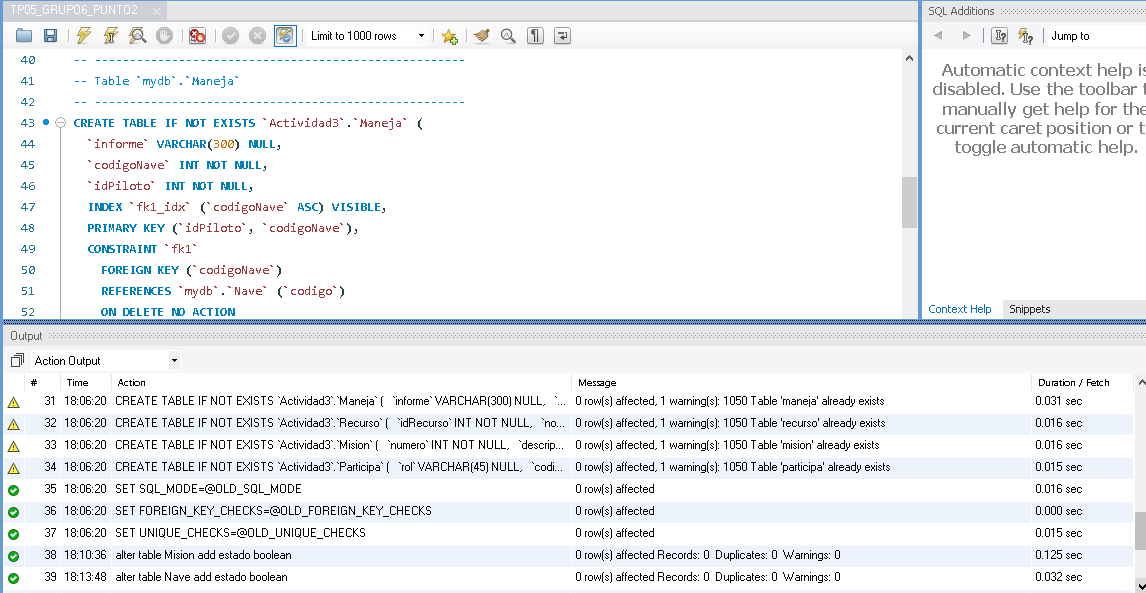 TP05_GRUPO6_PUNTO2
SQL Additions
Limit to 1000 rows
Jump to
40 -- -------------------------------------------------------
41 -- Table `mydb`.`Maneja`
42 -- -------------------------------------------------------
43 CREATE TABLE IF NOT EXISTS `Actividad3`.`Maneja` (
44 `informe` VARCHAR(300) NULL,
45 `codigoNave` INT NOT NULL,
46 `idPiloto` INT NOT NULL,
47 INDEX `fk1_idx` (`codigoNave` ASC) VISIBLE,
48 PRIMARY KEY (`idPiloto`, `codigoNave`),
49 CONSTRAINT `fk1`
50 FOREIGN KEY (`codigoNave`)
51 REFERENCES `mydb`.`Nave` (`codigo`)
52 ON DELETE NO ACTION
Automatic context help is
disabled. Use the toolbar t
manually get help for the
current caret position or t
toggle automatic help.
Context Help Snippets
Output
Action Output
# Time Action Message Duration / Fetch
31 18:06:20 CREATE TABLE IF NOT EXISTS `Actividad3`.`Maneja` ( `informe` VARCHAR(300) NULL, `... 0 row(s) affected, 1 warning(s): 1050 Table 'maneja' already exists 0.031 sec
32 18:06:20 CREATE TABLE IF NOT EXISTS `Actividad3`.`Recurso` ( `idRecurso` INT NOT NULL, `no... 0 row(s) affected, 1 warning(s): 1050 Table 'recurso' already exists 0.016 sec
33 18:06:20 CREATE TABLE IF NOT EXISTS `Actividad3`.`Mision` ( `numero` INT NOT NULL, `descrip... 0 row(s) affected, 1 warning(s): 1050 Table 'mision' already exists 0.016 sec
34 18:06:20 CREATE TABLE IF NOT EXISTS `Actividad3`.`Participa` ( `rol` VARCHAR(45) NULL, `codi... 0 row(s) affected, 1 warning(s): 1050 Table 'participa' already exists 0.015 sec
35 18:06:20 SET SQL_MODE=@OLD_SQL_MODE 0 row(s) affected 0.016 sec
36 18:06:20 SET FOREIGN_KEY_CHECKS=@OLD_FOREIGN_KEY_CHECKS 0 row(s) affected 0.000 sec
37 18:06:20 SET UNIQUE_CHECKS=@OLD_UNIQUE_CHECKS 0 row(s) affected 0.015 sec
38 18:10:36 alter table Mision add estado boolean 0 row(s) affected Records: 0 Duplicates: 0 Warnings: 0 0.125 sec
39 18:13:48 alter table Nave add estado boolean 0 row(s) affected Records: 0 Duplicates: 0 Warnings: 0 0.032 sec